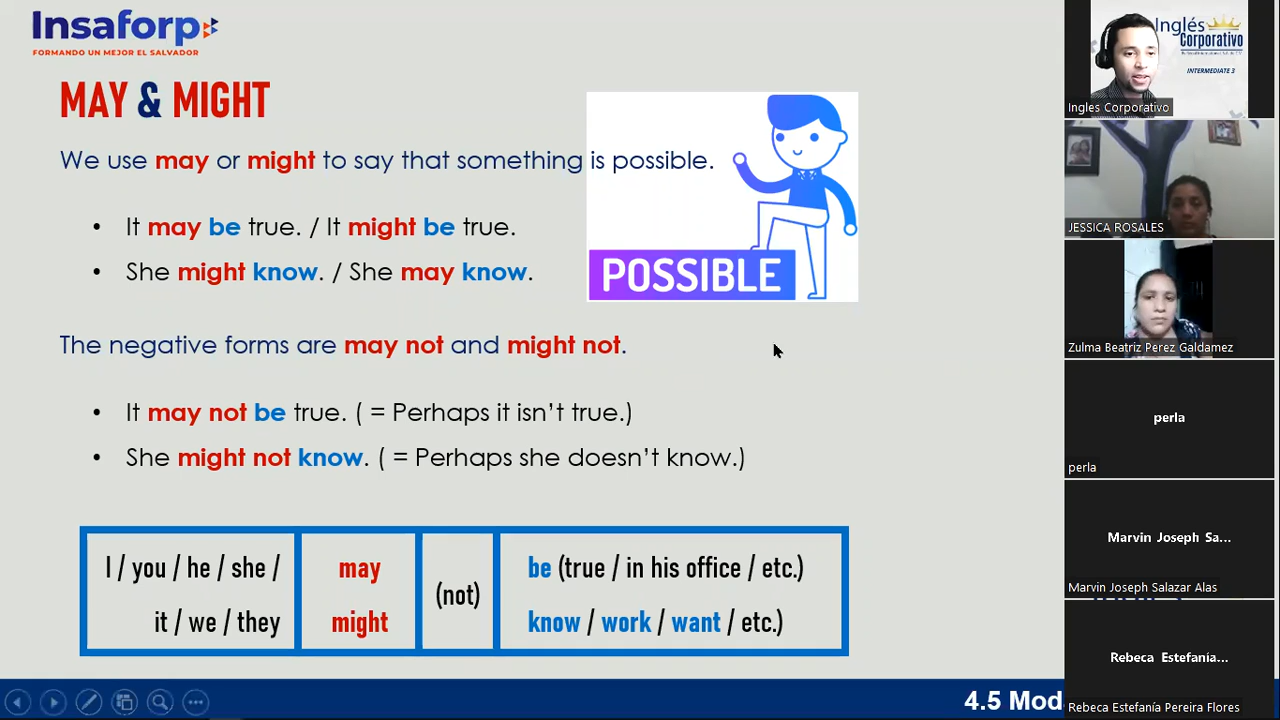 Insaforp
FORMANDO UN MEJOR EL SALVADOR
MAY & MIGHT
We use may or might to say that something is possible.
• It may be true. / It might be true.
• She might know. / She may know.
POSSIBLE
The negative forms are may not and might not.
• It may not be true. ( = Perhaps it isn’t true.)
• She might not know. ( = Perhaps she doesn’t know.)
I / you / he / she /
it / we / they
may
might
(not)
be (true / in his office / etc.)
know / work / want / etc.)
4.5 Mod
Inglés
Corporativo
INTERMEDIATE 3
Ingles Corporativo
JESSICA ROSALES
Zulma Beatriz Perez Galdamez
perla
perla
Marvin Joseph Sa...
Marvin Joseph Salazar Alas
Rebeca Estefanía...
Rebeca Estefanía Pereira Flores